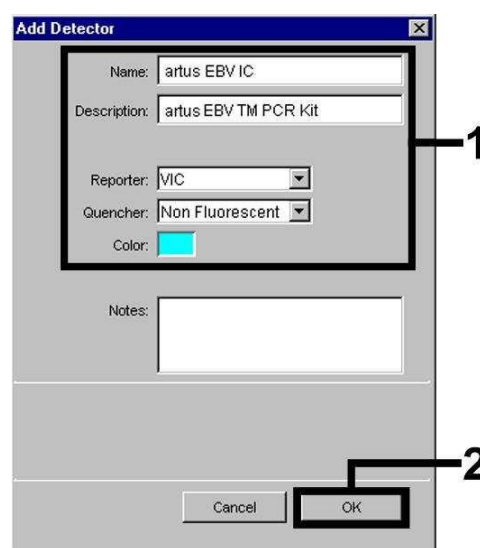 Add Detector
Name: artus EBV IC
Description: artus EBV TM PCR Kit
1
Reporter: VIC
Quencher: Non Fluorescent
Color:
Notes:
2
Cancel OK